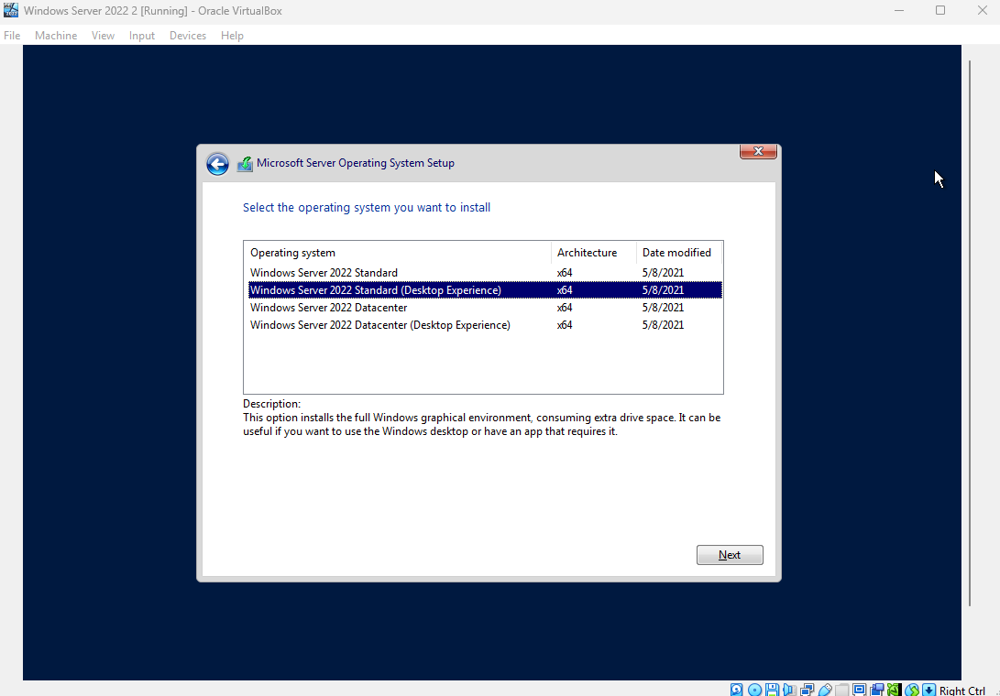 Windows Server 2022 2 [Running] - Oracle VirtualBox
File Machine View Input Devices Help
Microsoft Server Operating System Setup
Select the operating system you want to install
Operating system Architecture Date modified
Windows Server 2022 Standard x64 5/8/2021
Windows Server 2022 Standard (Desktop Experience) x64 5/8/2021
Windows Server 2022 Datacenter x64 5/8/2021
Windows Server 2022 Datacenter (Desktop Experience) x64 5/8/2021
Description:
This option installs the full Windows graphical environment, consuming extra drive space. It can be
useful if you want to use the Windows desktop or have an app that requires it.
Next
Right Ctrl